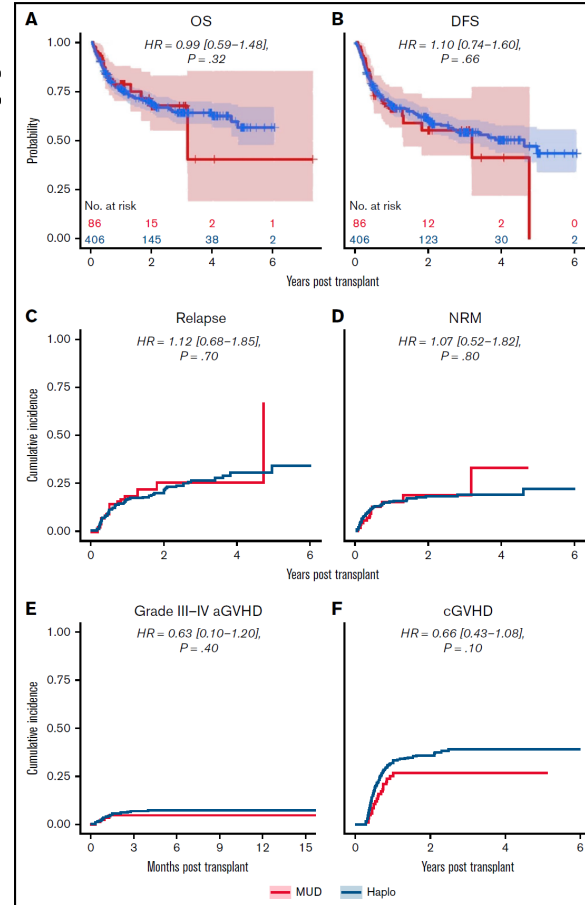 A
OS
HR = 0.99 [0.59–1.48],
P = .32
Probability
1.00
0.75
0.50
0.25
0.00
No. at risk
86 15 2 1
406 145 38 2
0 2 4 6
B
DFS
HR = 1.10 [0.74–1.60],
P = .66
No. at risk
86 12 2 0
406 123 30 2
0 2 4 6
Years post transplant
C
Relapse
HR = 1.12 [0.68–1.85],
P = .70
Cumulative incidence
1.00
0.75
0.50
0.25
0.00
0 2 4 6
D
NRM
HR = 1.07 [0.52–1.82],
P = .80
0 2 4 6
Years post transplant
E
Grade III–IV aGVHD
HR = 0.63 [0.10–1.20],
P = .40
Cumulative incidence
1.00
0.75
0.50
0.25
0.00
0 3 6 9 12 15
Months post transplant
F
cGVHD
HR = 0.66 [0.43–1.08],
P = .10
0 2 4 6
Years post transplant
MUD Haplo